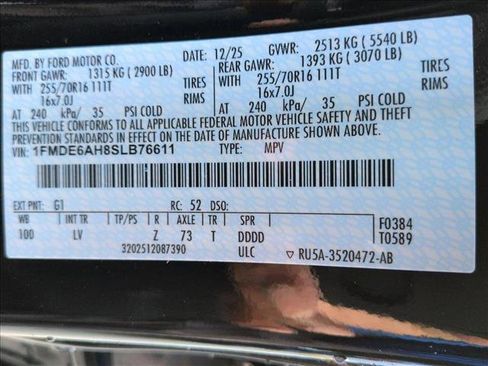 MFD. BY FORD MOTOR CO.
DATE: 12/25 GVWR: 2513 KG ( 5540 LB)
FRONT GAWR: 1315 KG ( 2900 LB) REAR GAWR: 1393 KG ( 3070 LB)
WITH 255/70R16 111T TIRES WITH 255/70R16 111T TIRES
16x7.0J RIMS 16x7.0J RIMS
AT 240 kPa/ 35 PSI COLD AT 240 kPa/ 35 PSI COLD
THIS VEHICLE CONFORMS TO ALL APPLICABLE FEDERAL MOTOR VEHICLE SAFETY AND THEFT
PREVENTION STANDARDS IN EFFECT ON THE DATE OF MANUFACTURE SHOWN ABOVE.
VIN: 1FMDE6AH8SLB76611 TYPE: MPV
EXT PNT: G1 RC: 52 DSO:
WB INT TR TP/PS R AXLE TR SPR F0384
100 LV Z 73 T DDDD T0589
3202512087390 ULC RU5A-3520472-AB